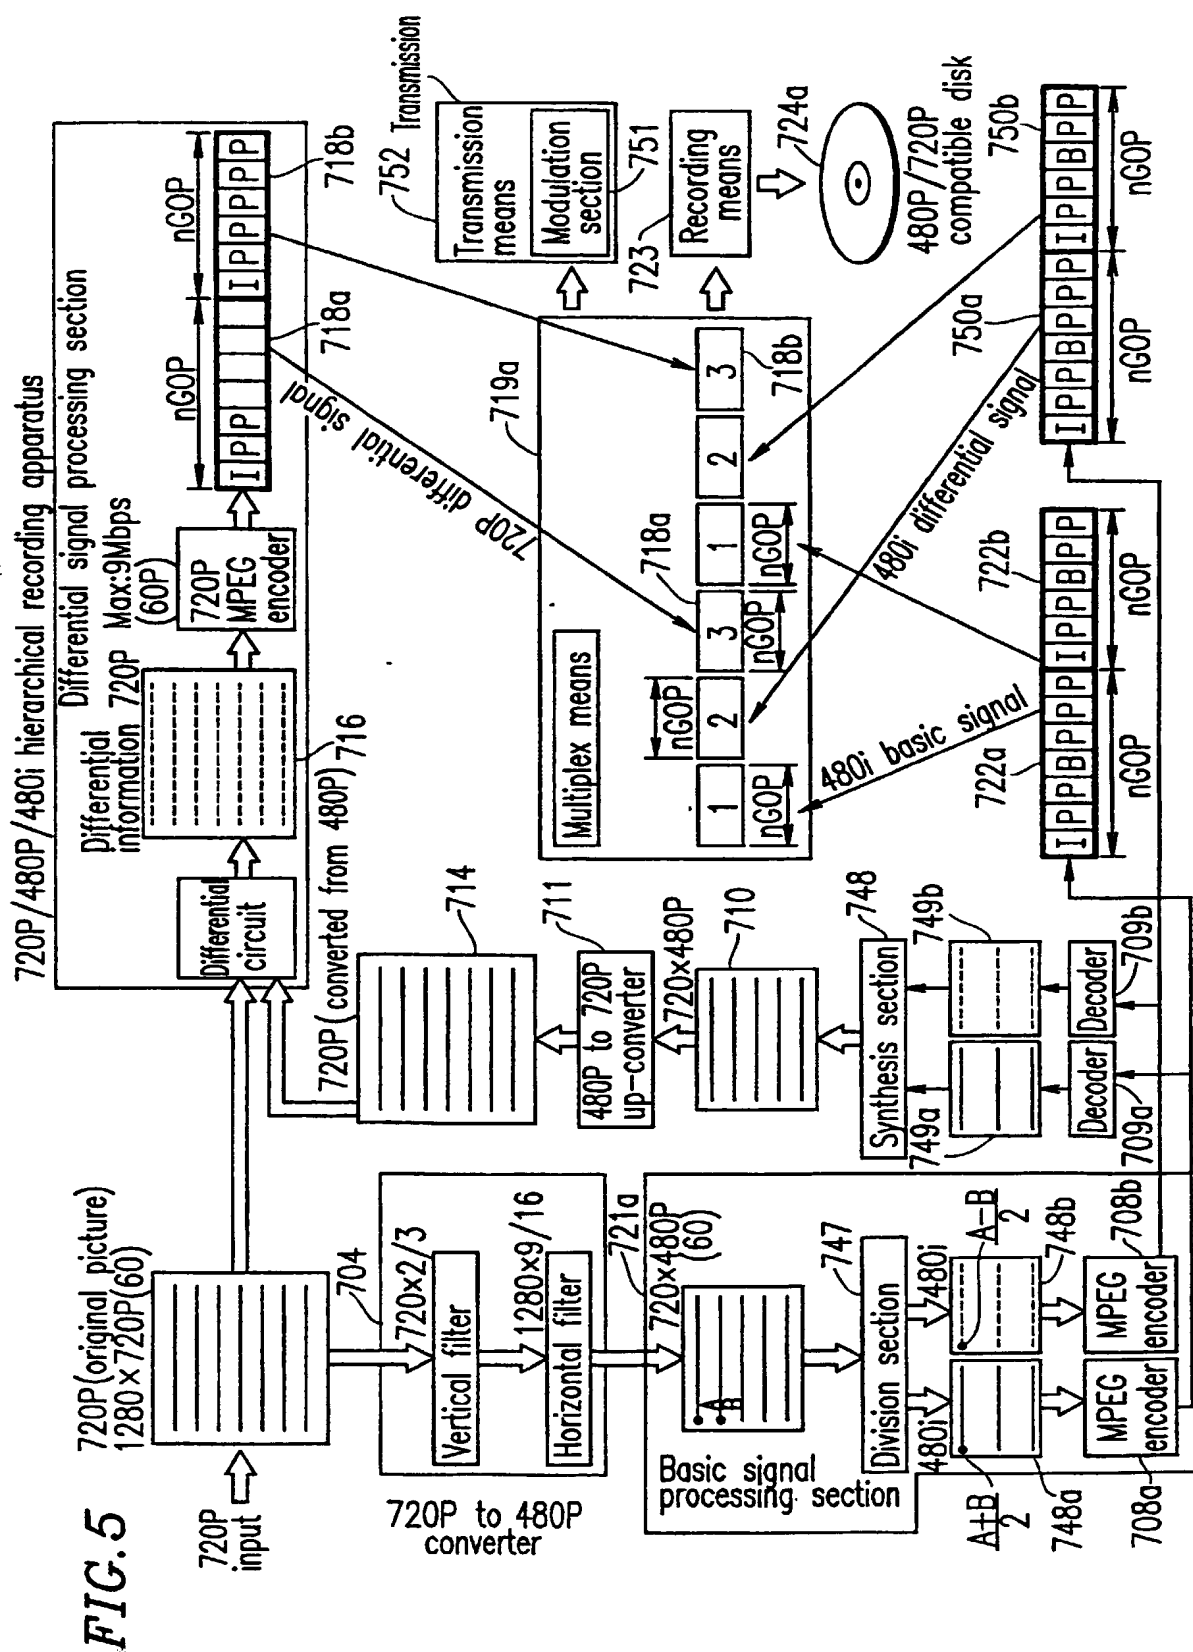 FIG.5
720P/480P/480i hierarchical recording apparatus
720P
input
720P(original picture)
1280×720P(60)
Differential signal processing section
Differential
circuit
Differential
information
720P
716
Max:9Mbps
(60P)
720P
MPEG
encoder
nGOP
nGOP
I P P
I P P P P P
718a
718b
720P(converted from 480P)
714
720P differential
signal
704
720×2/3
Vertical filter
1280×9/16
Horizontal filter
720P to 480P
converter
711
480P to 720P
up-converter
720×480P
710
721a
720×480P
(60)
A
B
Basic signal
processing section
747
Division section
480i
480i
A+B
2
A−B
2
748a
748b
MPEG
encoder
MPEG
encoder
708a
708b
748
Synthesis section
749a
749b
Decoder
Decoder
709a
709b
719a
Multiplex means
1
2
3
1
2
3
nGOP
nGOP
nGOP
nGOP
718a
718b
752
Transmission
Transmission
means
Modulation
section
751
723
Recording
means
724a
480P/720P
compatible disk
480i basic signal
480i differential signal
722a
722b
I P P B P P P
I P P B P P
nGOP
nGOP
750a
750b
I P P B P P P
I P P B P P
nGOP
nGOP